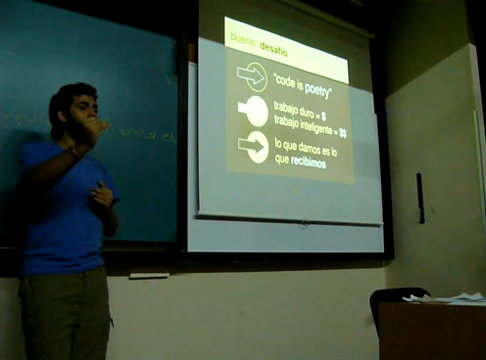 bueno: desafío
"code is poetry"
trabajo duro = $
trabajo inteligente = $$
lo que damos es lo
que recibimos